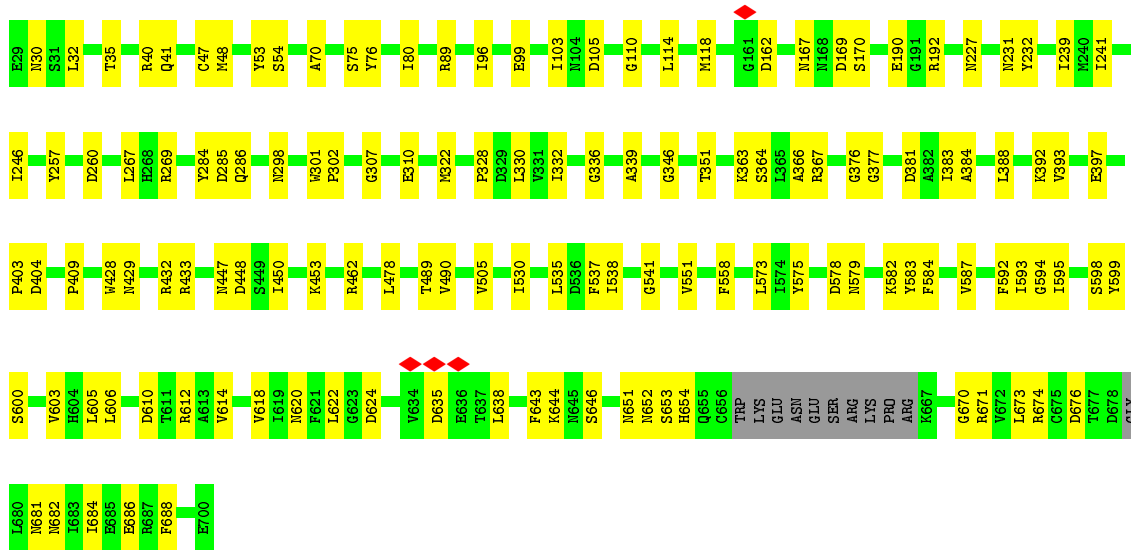 E29 N30 S31 L32 T35 R40 Q41 C47 M48 Y53 S54 A70 S75 Y76 I80 R89 I96 E99 I103 N104 D105 G110 L114 M118 G161 D162 N167 N168 D169 S170 E190 G191 R192 N227 N231 Y232 I239 M240 I241
I246 Y257 D260 L267 H268 R269 Y284 D285 Q286 N298 W301 P302 G307 E310 M322 P328 D329 L330 V331 I332 G336 A339 G346 T351 K363 S364 L365 A366 R367 G376 G377 D381 A382 I383 A384 L388 K392 V393 E397
P403 D404 P409 W428 N429 R432 R433 N447 D448 S449 I450 K453 R462 L478 T489 V490 V505 I530 L535 D536 F537 I538 G541 V551 F558 L573 I574 Y575 D578 N579 K582 Y583 F584 V587 F592 I593 G594 I595 S598 Y599
S600 V603 H604 L605 L606 D610 T611 R612 A613 V614 V618 I619 N620 F621 L622 G623 D624 V634 D635 E636 T637 L638 F643 K644 N645 S646 N651 N652 S653 H654 Q655 C656 TRP LYS GLU ASN GLU SER ARG LYS PRO ARG K667 G670 R671 V672 L673 R674 C675 D676 T677 D678
L680 N681 N682 I683 I684 E685 E686 R687 F688 E700